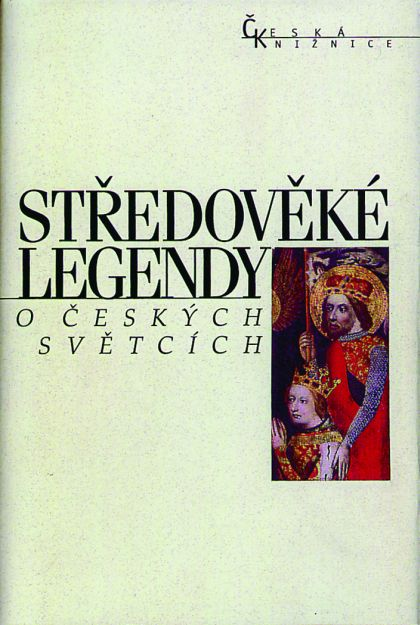 ČESKÁ
KNIŽNICE
STŘEDOVĚKÉ
LEGENDY
O ČESKÝCH
SVĚTCÍCH